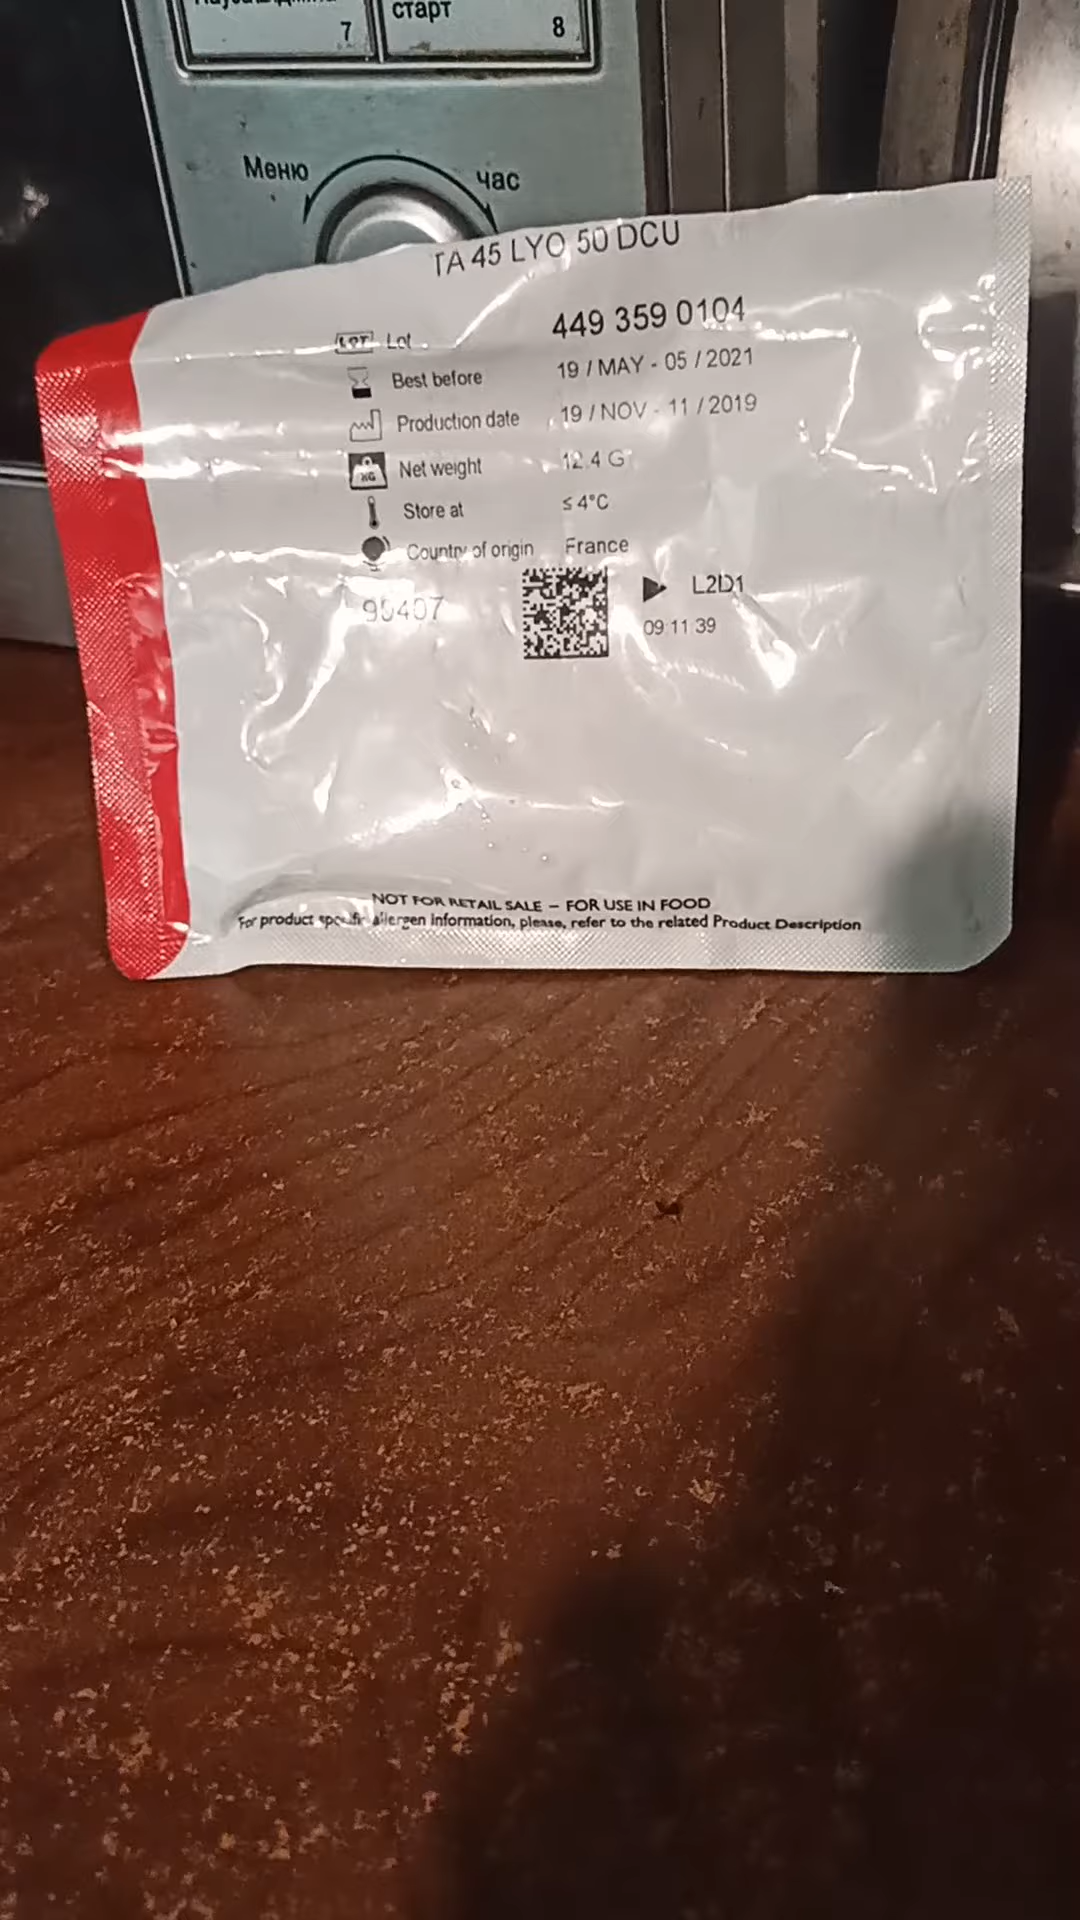 старт
7
8
Меню
час
TA 45 LYO 50 DCU
LOT Lot 449 359 0104
Best before 19 / MAY - 05 / 2021
Production date 19 / NOV - 11 / 2019
KG Net weight 12.4 G
Store at ≤ 4°C
Country of origin France
L2D1
09 11 39
NOT FOR RETAIL SALE – FOR USE IN FOOD
For product specific allergen information, please, refer to the related Product Description